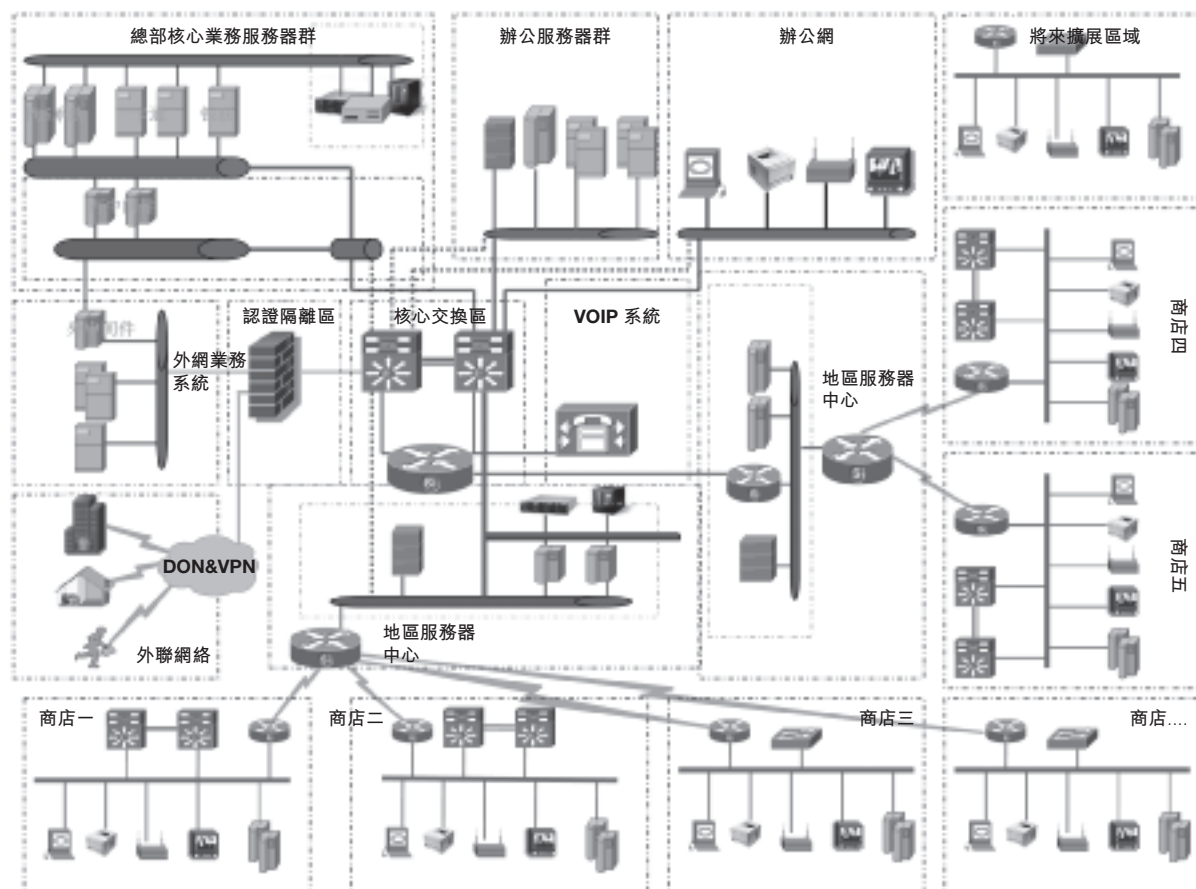 總部核心業務服務器群
辦公服務器群
辦公網
將來擴展區域
認證隔離區
核心交換區
VOIP 系統
外網業務
系統
地區服務器
中心
商店四
商店五
DON&VPN
外聯網絡
地區服務器
中心
商店一
商店二
商店三
商店....